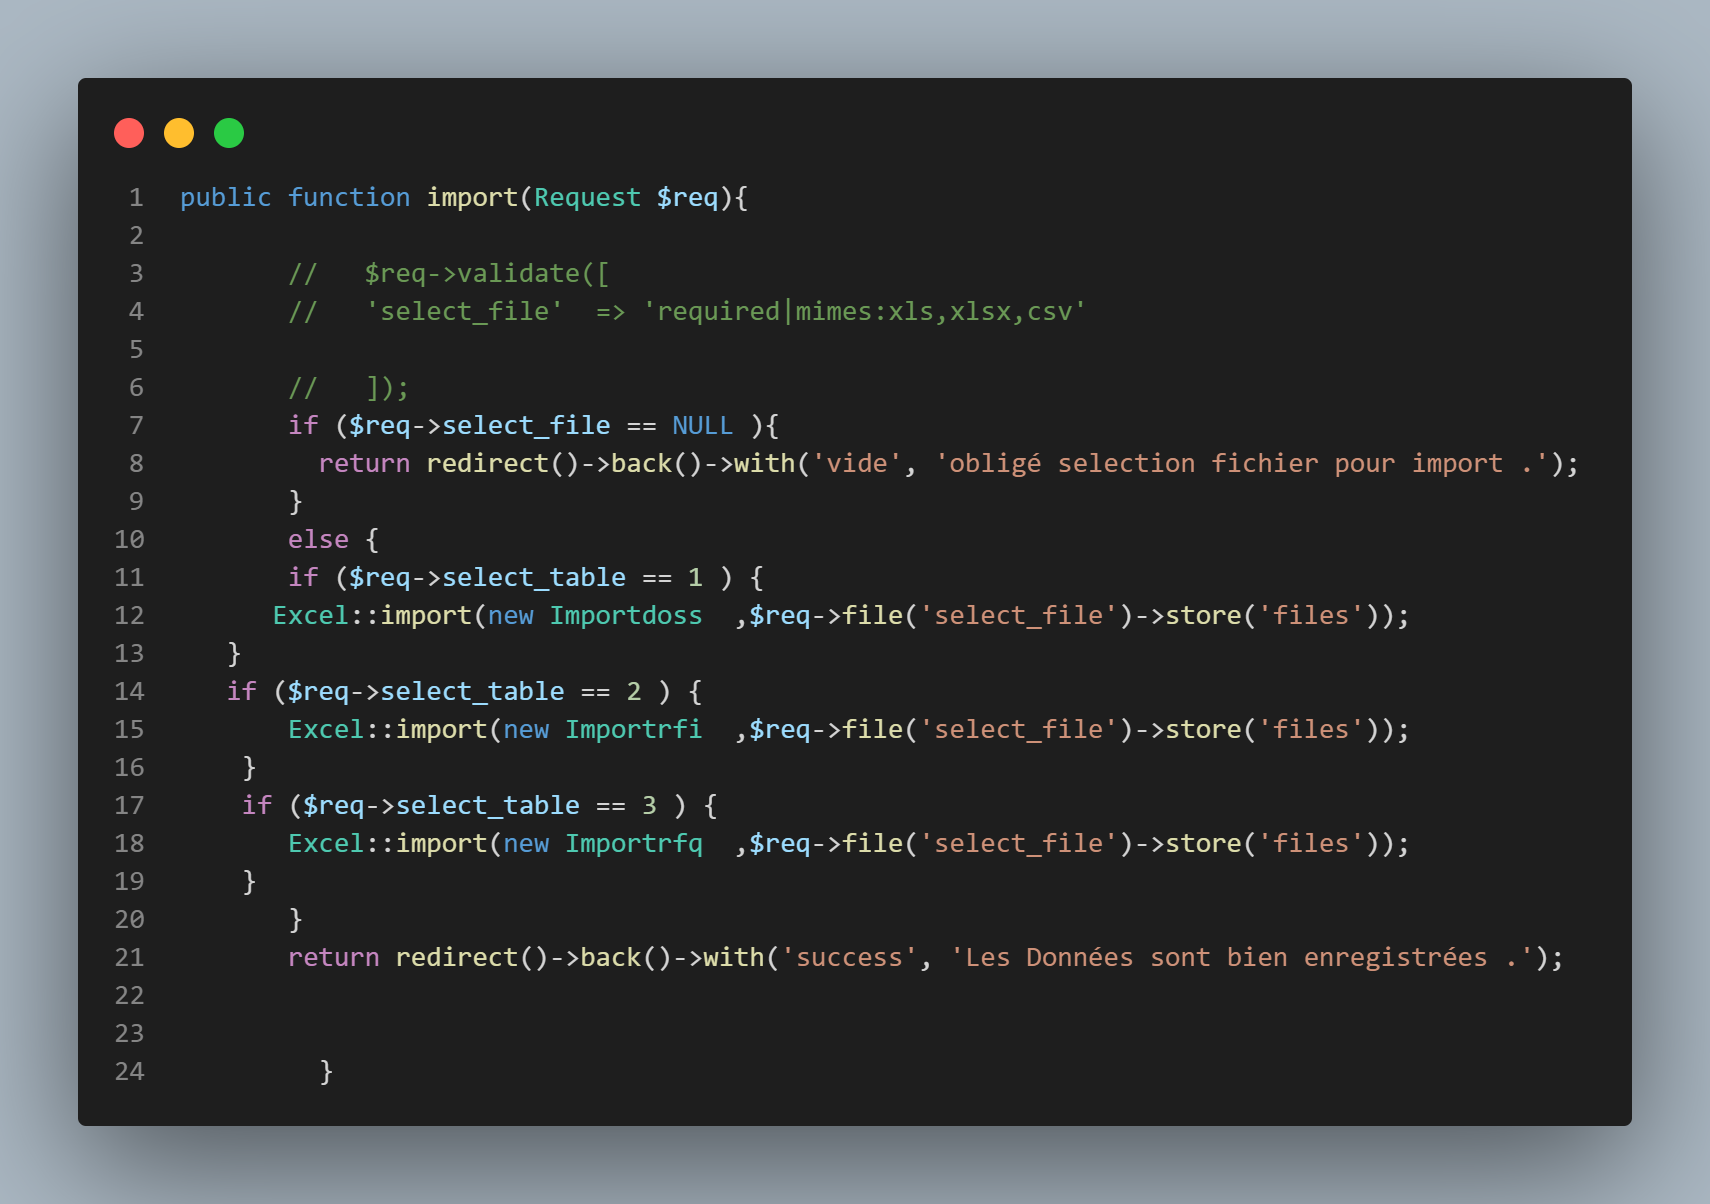 1 public function import(Request $req){
2
3 //   $req->validate([
4 //   'select_file'  => 'required|mimes:xls,xlsx,csv'
5
6 //   ]);
7 if ($req->select_file == NULL ){
8 return redirect()->back()->with('vide', 'obligé selection fichier pour import .');
9 }
10 else {
11 if ($req->select_table == 1 ) {
12 Excel::import(new Importdoss  ,$req->file('select_file')->store('files'));
13 }
14 if ($req->select_table == 2 ) {
15 Excel::import(new Importrfi  ,$req->file('select_file')->store('files'));
16 }
17 if ($req->select_table == 3 ) {
18 Excel::import(new Importrfq  ,$req->file('select_file')->store('files'));
19 }
20 }
21 return redirect()->back()->with('success', 'Les Données sont bien enregistrées .');
22
23
24 }